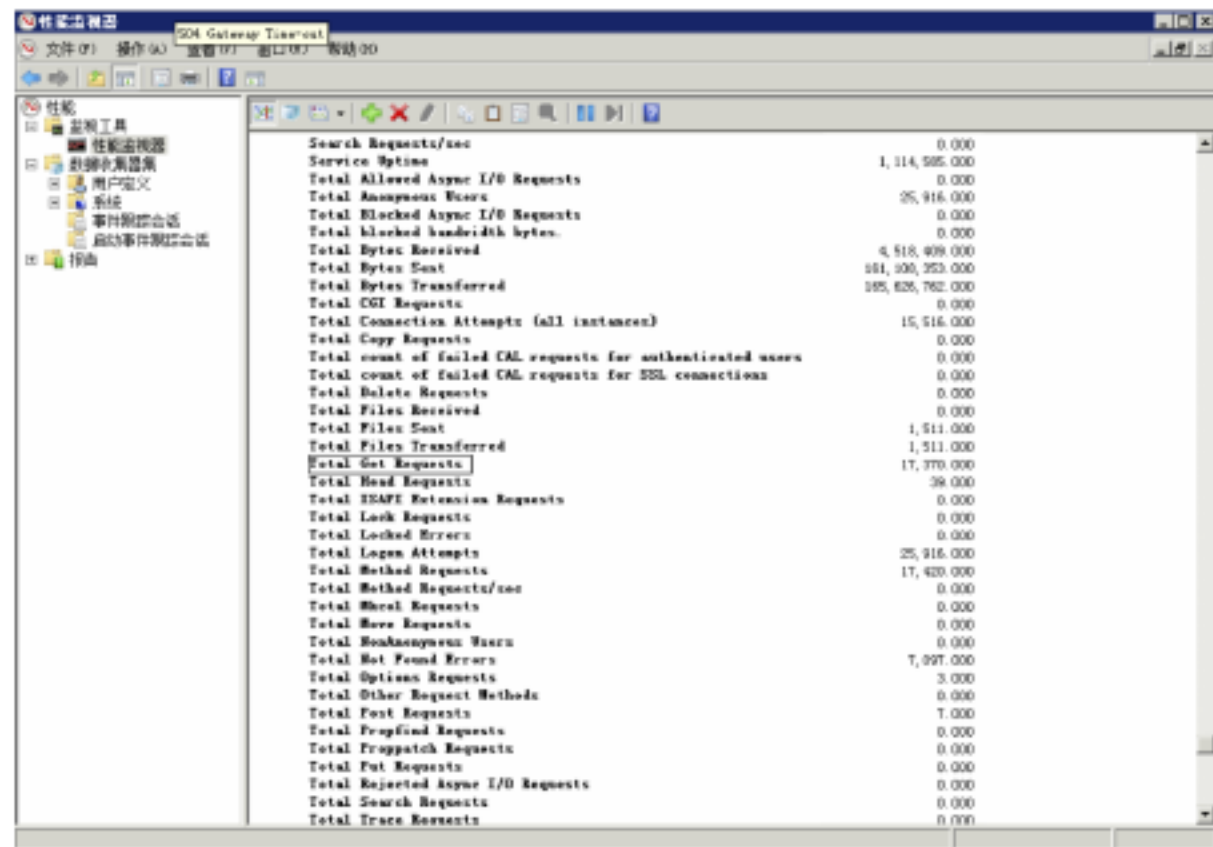 性能监视器
504 Gateway Time-out
文件(F) 操作(A) 查看(V) 窗口(W) 帮助(H)
性能
监视工具
性能监视器
数据收集器集
用户定义
系统
事件跟踪会话
启动事件跟踪会话
报告
Search Requests/sec 0.000
Service Uptime 1,114,585.000
Total Allowed Async I/O Requests 0.000
Total Anonymous Users 25,916.000
Total Blocked Async I/O Requests 0.000
Total blocked bandwidth bytes. 0.000
Total Bytes Received 4,518,409.000
Total Bytes Sent 161,108,353.000
Total Bytes Transferred 165,626,762.000
Total CGI Requests 0.000
Total Connection Attempts (all instances) 15,516.000
Total Copy Requests 0.000
Total count of failed CAL requests for authenticated users 0.000
Total count of failed CAL requests for SSL connections 0.000
Total Delete Requests 0.000
Total Files Received 0.000
Total Files Sent 1,511.000
Total Files Transferred 1,511.000
Total Get Requests 17,370.000
Total Head Requests 39.000
Total ISAPI Extension Requests 0.000
Total Lock Requests 0.000
Total Locked Errors 0.000
Total Logon Attempts 25,916.000
Total Method Requests 17,420.000
Total Method Requests/sec 0.000
Total Mkcol Requests 0.000
Total Move Requests 0.000
Total NonAnonymous Users 0.000
Total Not Found Errors 7,097.000
Total Options Requests 3.000
Total Other Request Methods 0.000
Total Post Requests 7.000
Total Propfind Requests 0.000
Total Proppatch Requests 0.000
Total Put Requests 0.000
Total Rejected Async I/O Requests 0.000
Total Search Requests 0.000
Total Trace Requests 0.000